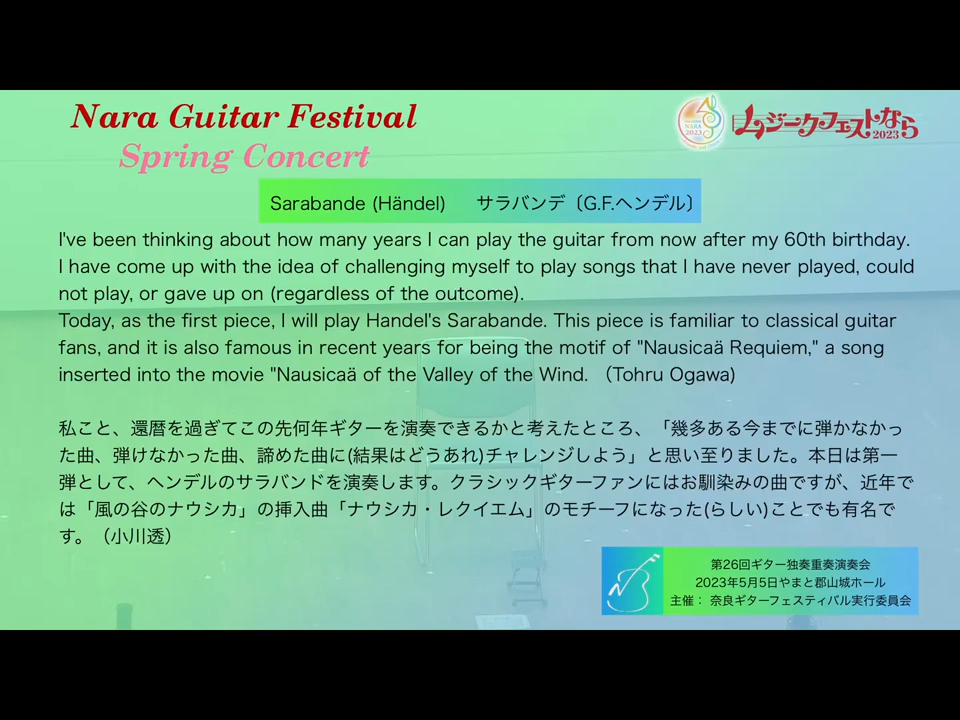 Nara Guitar Festival
Spring Concert
NARA
2023
ムジークフェストなら
2023
Sarabande (Händel)　サラバンデ〔G.F.ヘンデル〕
I've been thinking about how many years I can play the guitar from now after my 60th birthday.
I have come up with the idea of challenging myself to play songs that I have never played, could
not play, or gave up on (regardless of the outcome).
Today, as the first piece, I will play Handel's Sarabande. This piece is familiar to classical guitar
fans, and it is also famous in recent years for being the motif of "Nausicaä Requiem," a song
inserted into the movie "Nausicaä of the Valley of the Wind. （Tohru Ogawa)
私こと、還暦を過ぎてこの先何年ギターを演奏できるかと考えたところ、「幾多ある今までに弾かなかっ
た曲、弾けなかった曲、諦めた曲に(結果はどうあれ)チャレンジしよう」と思い至りました。本日は第一
弾として、ヘンデルのサラバンドを演奏します。クラシックギターファンにはお馴染みの曲ですが、近年で
は「風の谷のナウシカ」の挿入曲「ナウシカ・レクイエム」のモチーフになった(らしい)ことでも有名で
す。（小川透）
第26回ギター独奏重奏演奏会
2023年5月5日やまと郡山城ホール
主催： 奈良ギターフェスティバル実行委員会